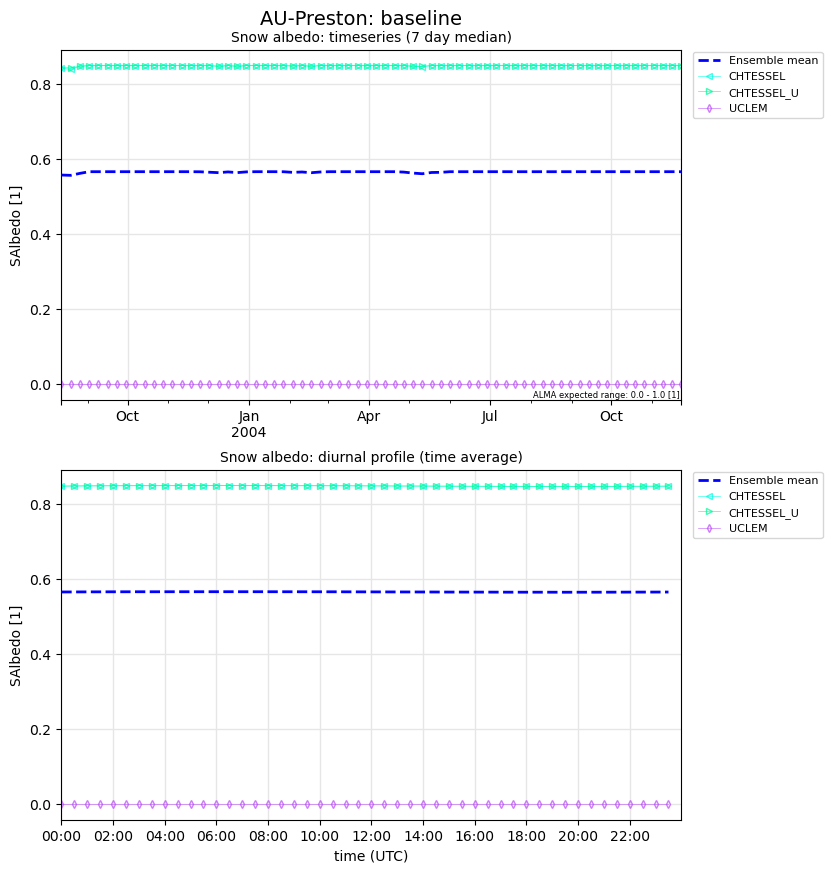 AU-Preston: baseline
Snow albedo: timeseries (7 day median)
SAlbedo [1]
0.8
0.6
0.4
0.2
0.0
Oct
Jan
2004
Apr
Jul
Oct
ALMA expected range: 0.0 - 1.0 [1]
Ensemble mean
CHTESSEL
CHTESSEL_U
UCLEM
Snow albedo: diurnal profile (time average)
SAlbedo [1]
0.8
0.6
0.4
0.2
0.0
00:00 02:00 04:00 06:00 08:00 10:00 12:00 14:00 16:00 18:00 20:00 22:00
time (UTC)
Ensemble mean
CHTESSEL
CHTESSEL_U
UCLEM